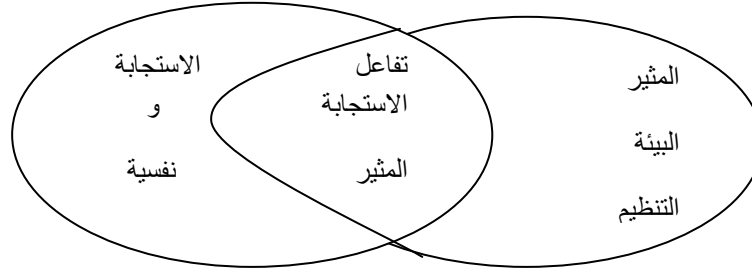 المثير
البيئة
التنظيم
تفاعل
الاستجابة
المثير
الاستجابة
و
نفسية